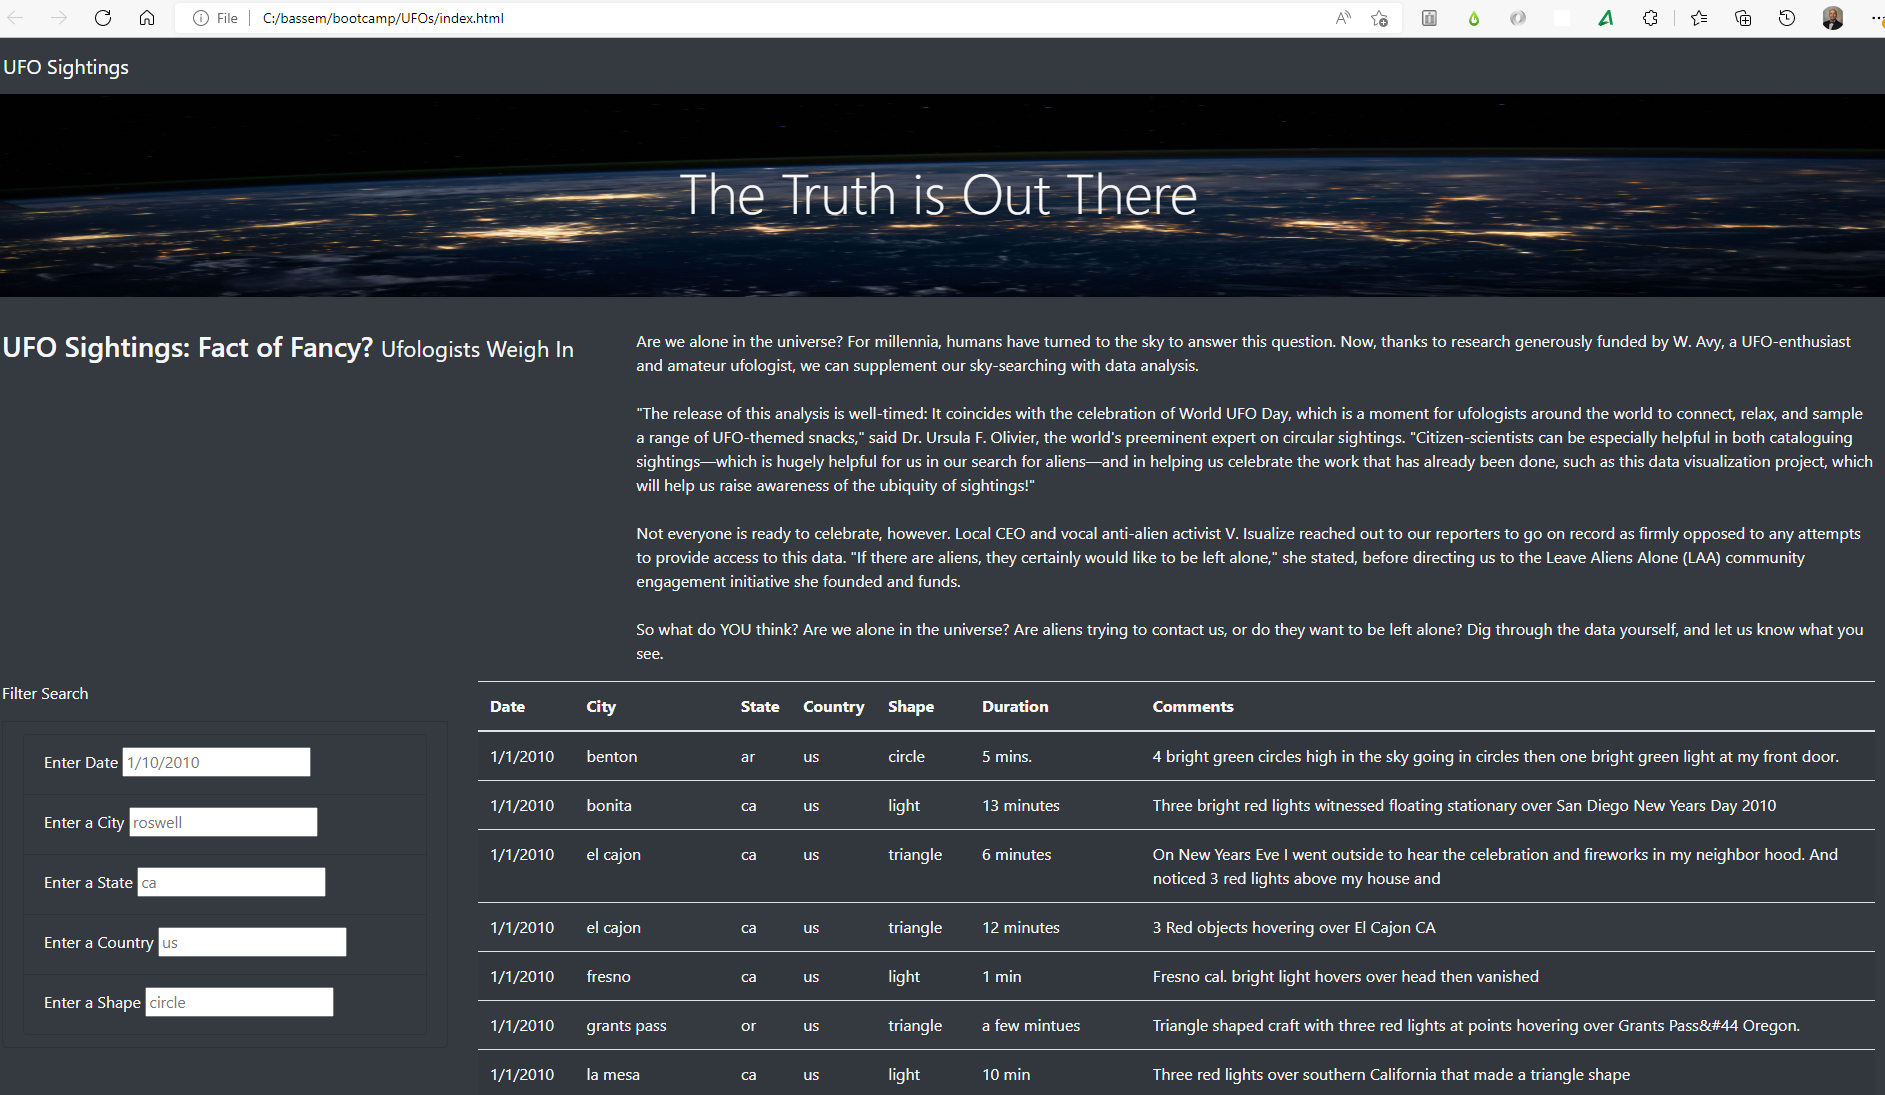 File C:/bassem/bootcamp/UFOs/index.html
UFO Sightings
The Truth is Out There
UFO Sightings: Fact of Fancy? Ufologists Weigh In
Are we alone in the universe? For millennia, humans have turned to the sky to answer this question. Now, thanks to research generously funded by W. Avy, a UFO-enthusiast
and amateur ufologist, we can supplement our sky-searching with data analysis.
"The release of this analysis is well-timed: It coincides with the celebration of World UFO Day, which is a moment for ufologists around the world to connect, relax, and sample
a range of UFO-themed snacks," said Dr. Ursula F. Olivier, the world's preeminent expert on circular sightings. "Citizen-scientists can be especially helpful in both cataloguing
sightings—which is hugely helpful for us in our search for aliens—and in helping us celebrate the work that has already been done, such as this data visualization project, which
will help us raise awareness of the ubiquity of sightings!"
Not everyone is ready to celebrate, however. Local CEO and vocal anti-alien activist V. Isualize reached out to our reporters to go on record as firmly opposed to any attempts
to provide access to this data. "If there are aliens, they certainly would like to be left alone," she stated, before directing us to the Leave Aliens Alone (LAA) community
engagement initiative she founded and funds.
So what do YOU think? Are we alone in the universe? Are aliens trying to contact us, or do they want to be left alone? Dig through the data yourself, and let us know what you
see.
Filter Search
Enter Date 1/10/2010
Enter a City roswell
Enter a State ca
Enter a Country us
Enter a Shape circle
Date City State Country Shape Duration Comments
1/1/2010 benton ar us circle 5 mins. 4 bright green circles high in the sky going in circles then one bright green light at my front door.
1/1/2010 bonita ca us light 13 minutes Three bright red lights witnessed floating stationary over San Diego New Years Day 2010
1/1/2010 el cajon ca us triangle 6 minutes On New Years Eve I went outside to hear the celebration and fireworks in my neighbor hood. And
noticed 3 red lights above my house and
1/1/2010 el cajon ca us triangle 12 minutes 3 Red objects hovering over El Cajon CA
1/1/2010 fresno ca us light 1 min Fresno cal. bright light hovers over head then vanished
1/1/2010 grants pass or us triangle a few mintues Triangle shaped craft with three red lights at points hovering over Grants Pass&#44 Oregon.
1/1/2010 la mesa ca us light 10 min Three red lights over southern California that made a triangle shape